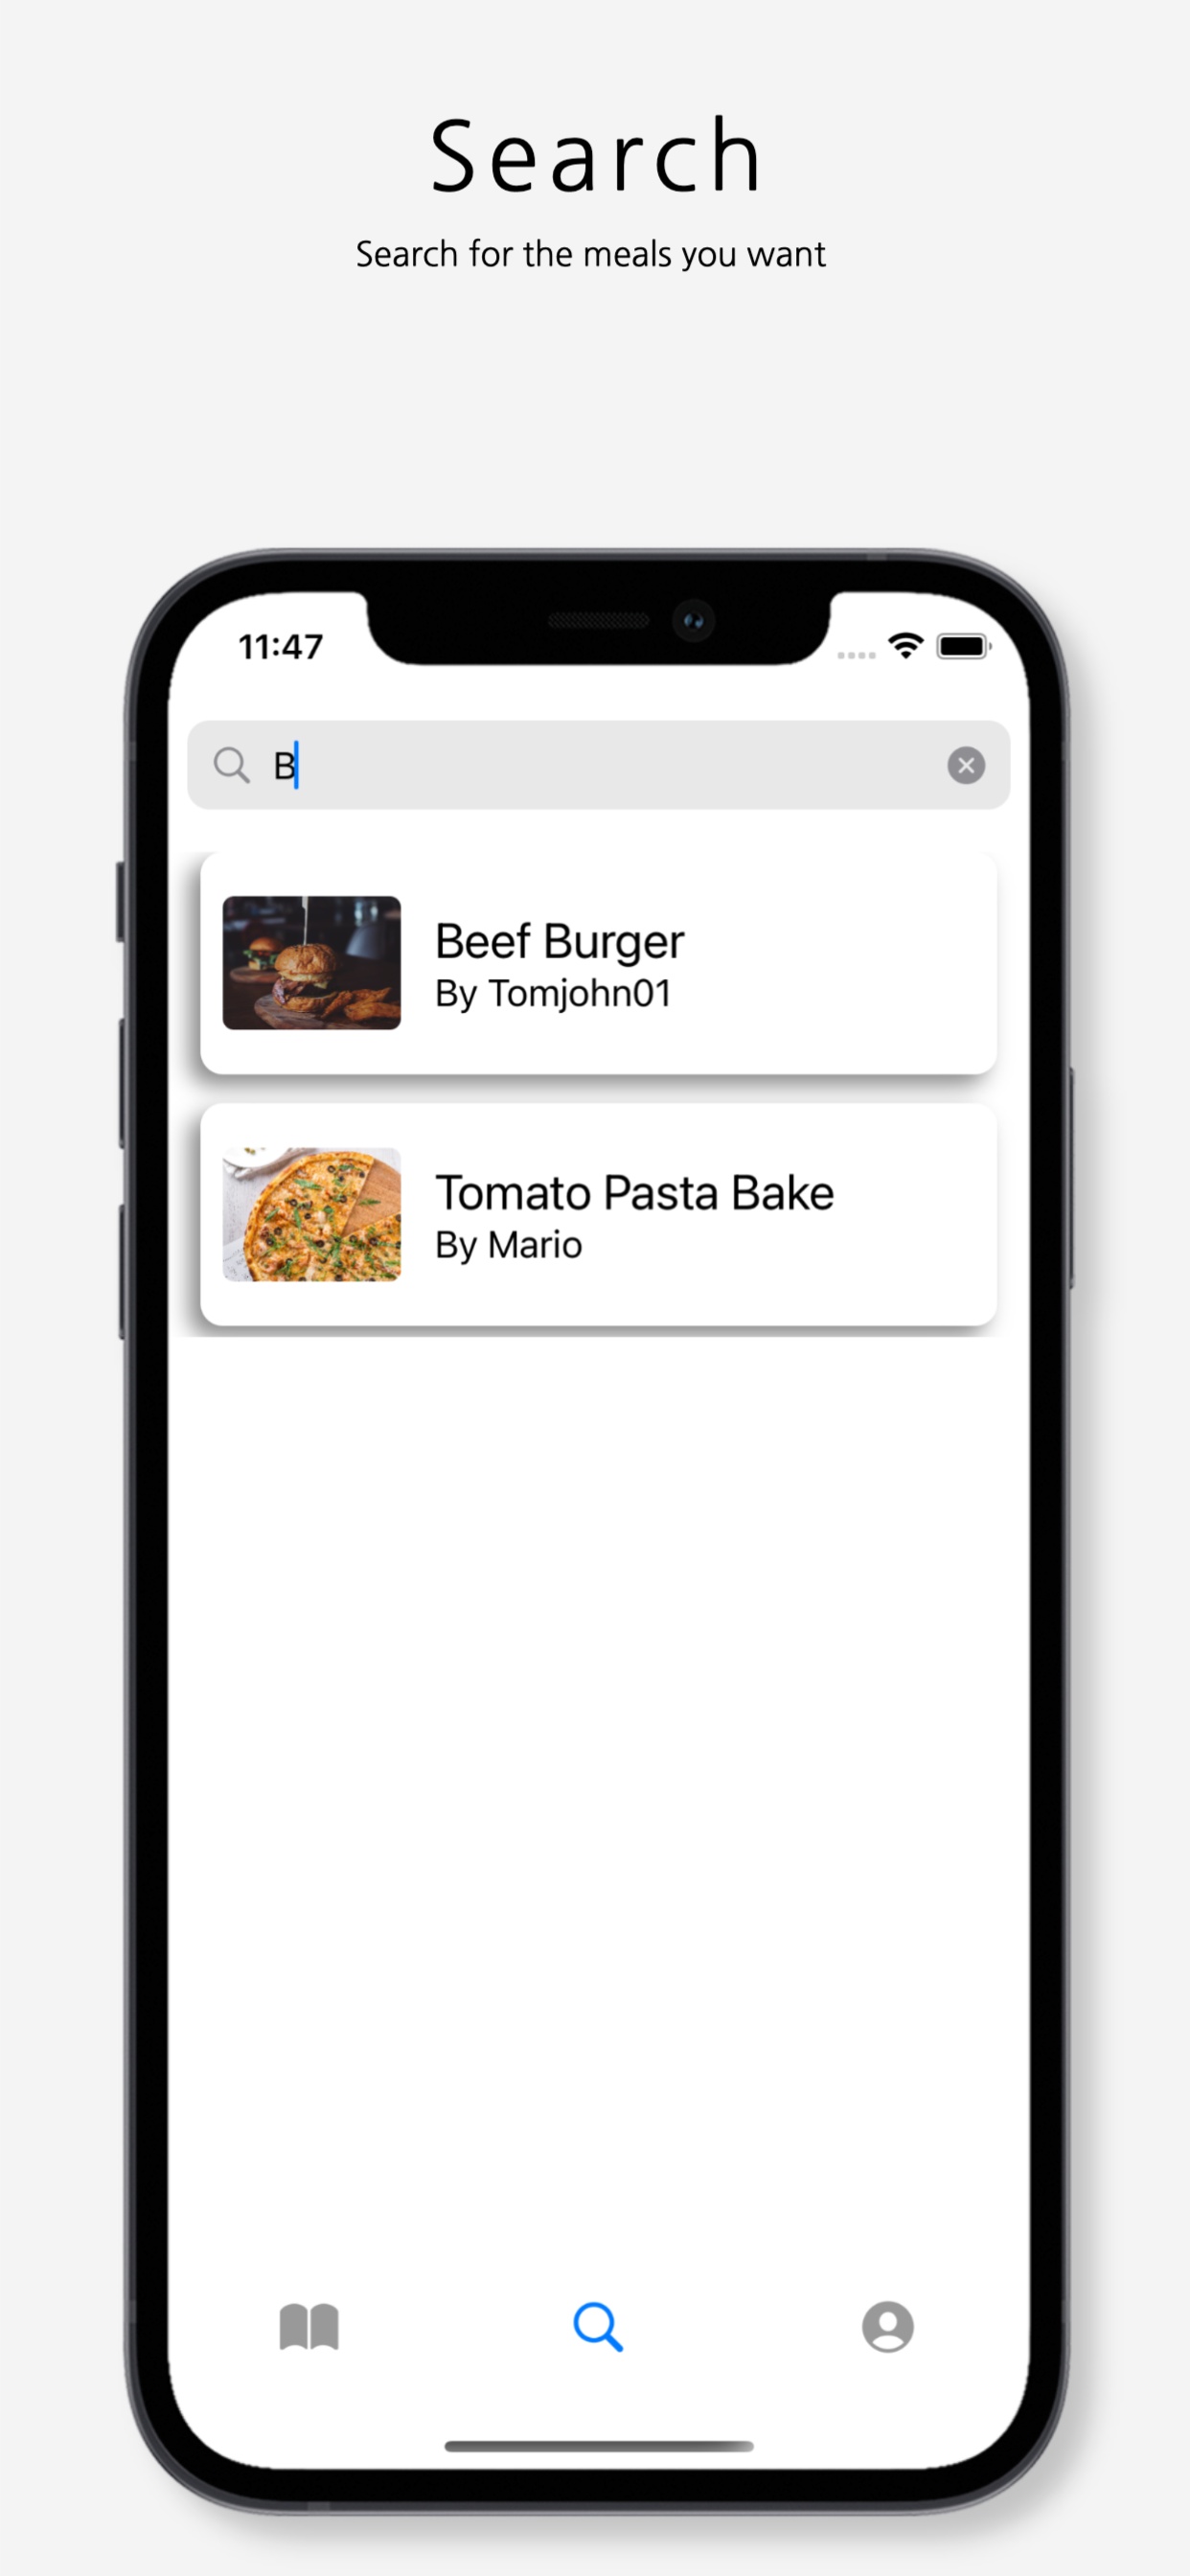 Search
Search for the meals you want
11:47
B
Beef Burger
By Tomjohn01
Tomato Pasta Bake
By Mario